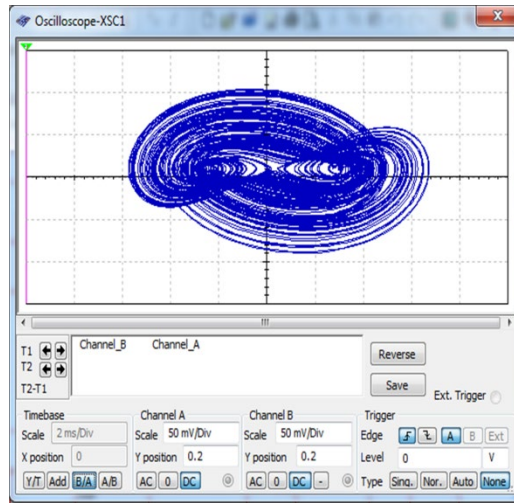 Oscilloscope-XSC1
x
T1
T2
T2-T1
Channel_B Channel_A
Reverse
Save
Ext. Trigger
Timebase
Scale 2 ms/Div
X position 0
Y/T Add B/A A/B
Channel A
Scale 50 mV/Div
Y position 0.2
AC 0 DC
Channel B
Scale 50 mV/Div
Y position 0.2
AC 0 DC -
Trigger
Edge A B Ext
Level 0 V
Type Sing. Nor. Auto None